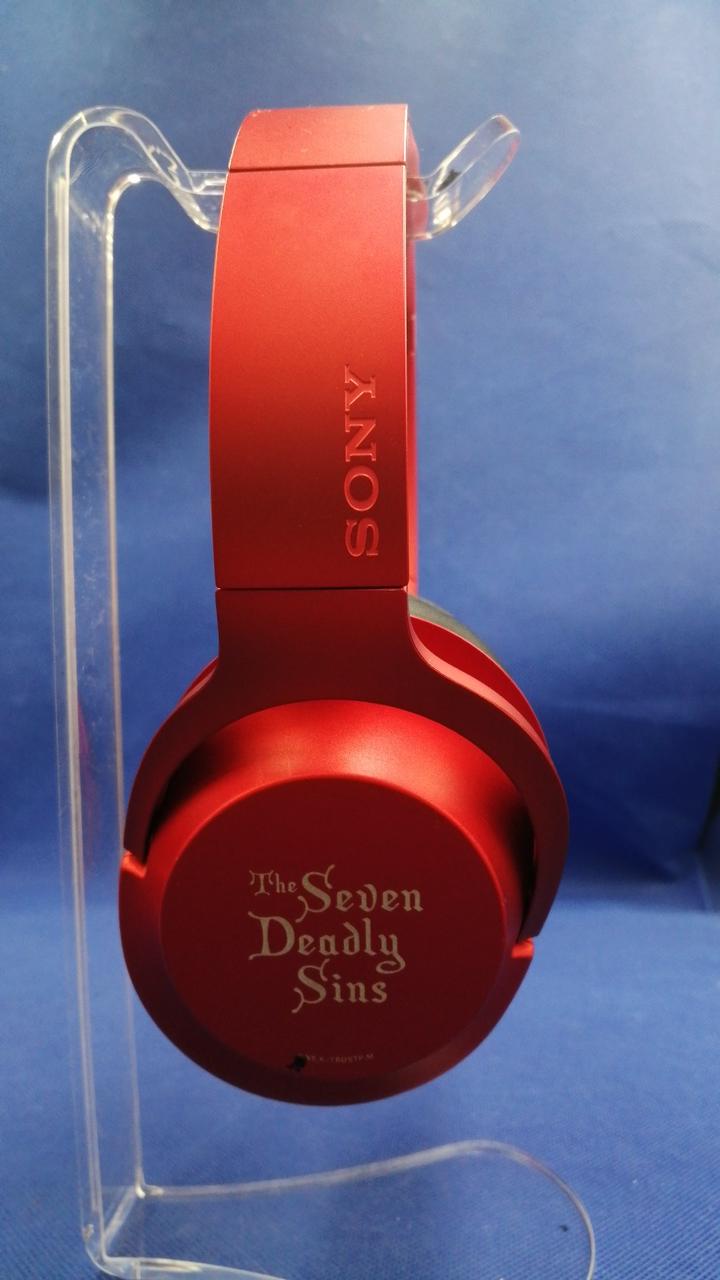 SONY
The Seven
Deadly
Sins